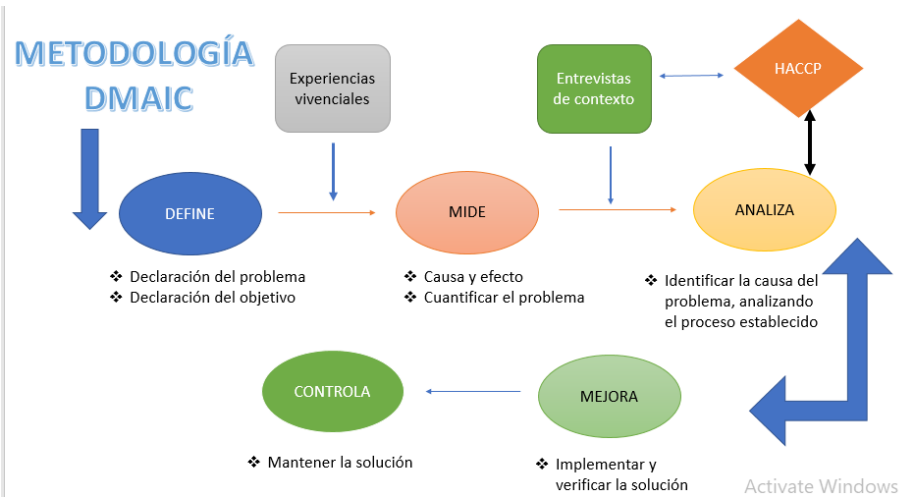 METODOLOGÍA
DMAIC
Experiencias
vivenciales
Entrevistas
de contexto
HACCP
DEFINE
MIDE
ANALIZA
❖ Declaración del problema
❖ Declaración del objetivo
❖ Causa y efecto
❖ Cuantificar el problema
❖ Identificar la causa del
problema, analizando
el proceso establecido
CONTROLA
MEJORA
❖ Mantener la solución
❖ Implementar y
verificar la solución
Activate Windows